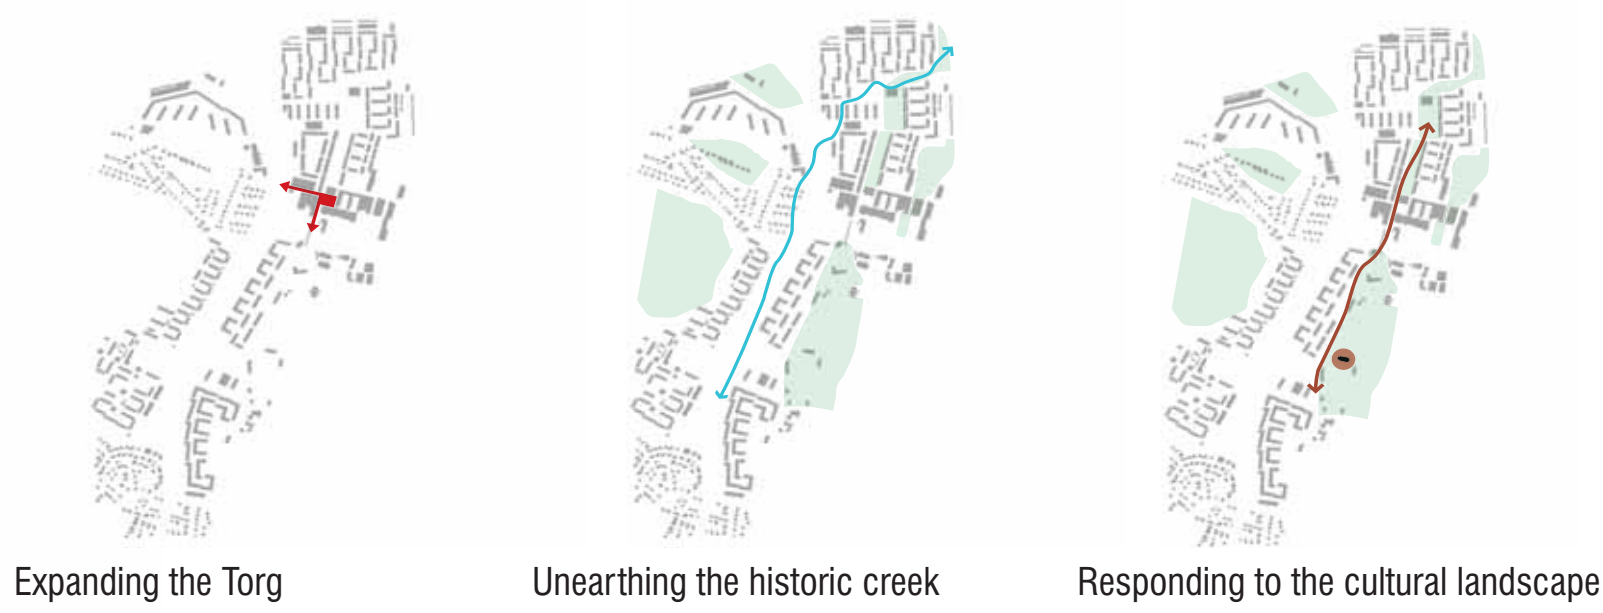 Expanding the Torg
Unearthing the historic creek
Responding to the cultural landscape